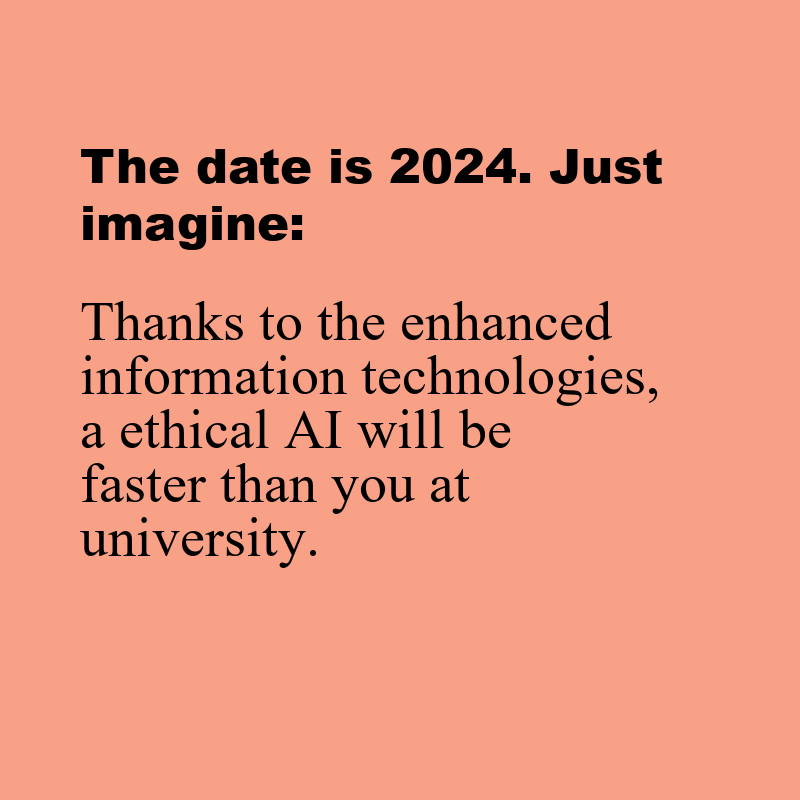 The date is 2024. Just
imagine:
Thanks to the enhanced
information technologies,
a ethical AI will be
faster than you at
university.